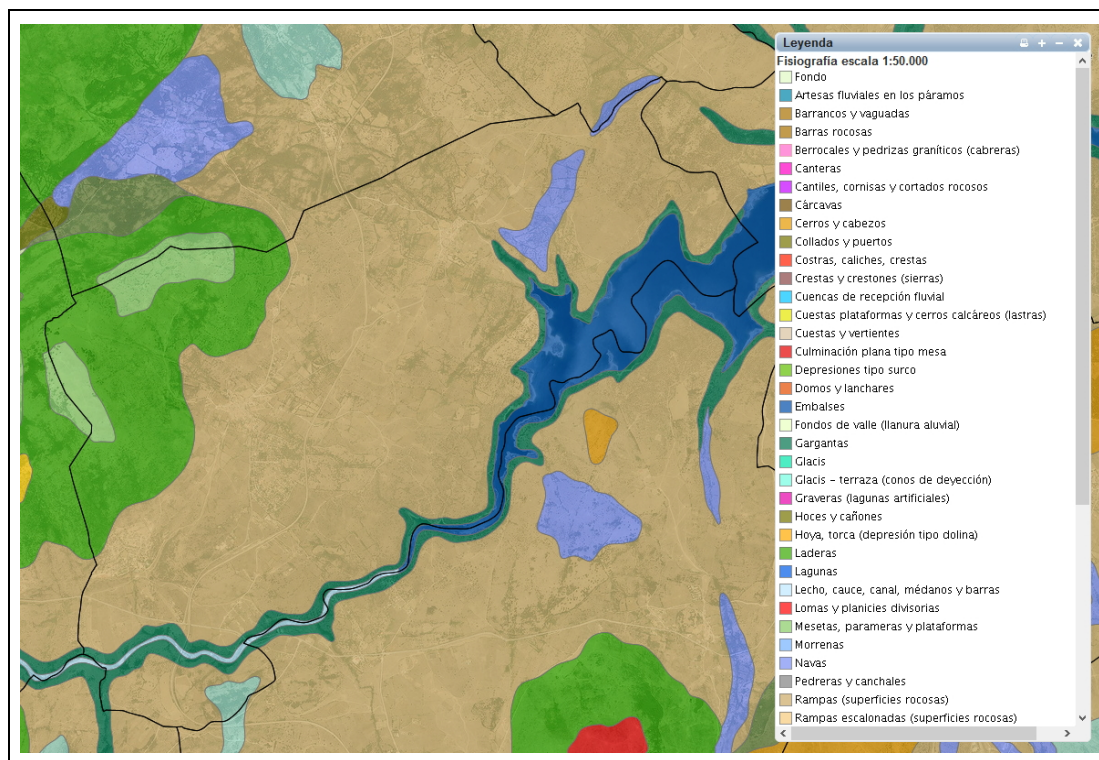 Leyenda
Fisiografía escala 1:50.000
Fondo
Artesas fluviales en los páramos
Barrancos y vaguadas
Barras rocosas
Berrocales y pedrizas graníticos (cabreras)
Canteras
Cantiles, cornisas y cortados rocosos
Cárcavas
Cerros y cabezos
Collados y puertos
Costras, caliches, crestas
Crestas y crestones (sierras)
Cuencas de recepción fluvial
Cuestas plataformas y cerros calcáreos (lastras)
Cuestas y vertientes
Culminación plana tipo mesa
Depresiones tipo surco
Domos y lanchares
Embalses
Fondos de valle (llanura aluvial)
Gargantas
Glacis
Glacis - terraza (conos de deyección)
Graveras (lagunas artificiales)
Hoces y cañones
Hoya, torca (depresión tipo dolina)
Laderas
Lagunas
Lecho, cauce, canal, médanos y barras
Lomas y planicies divisorias
Mesetas, parameras y plataformas
Morrenas
Navas
Pedreras y canchales
Rampas (superficies rocosas)
Rampas escalonadas (superficies rocosas)